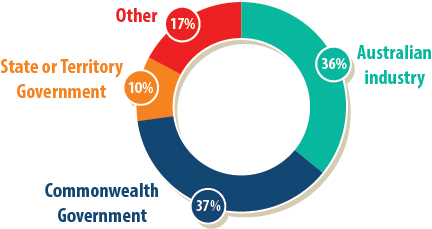 Other
17%
36%
Australian
industry
State or Territory
Government
10%
Commonwealth
Government
37%